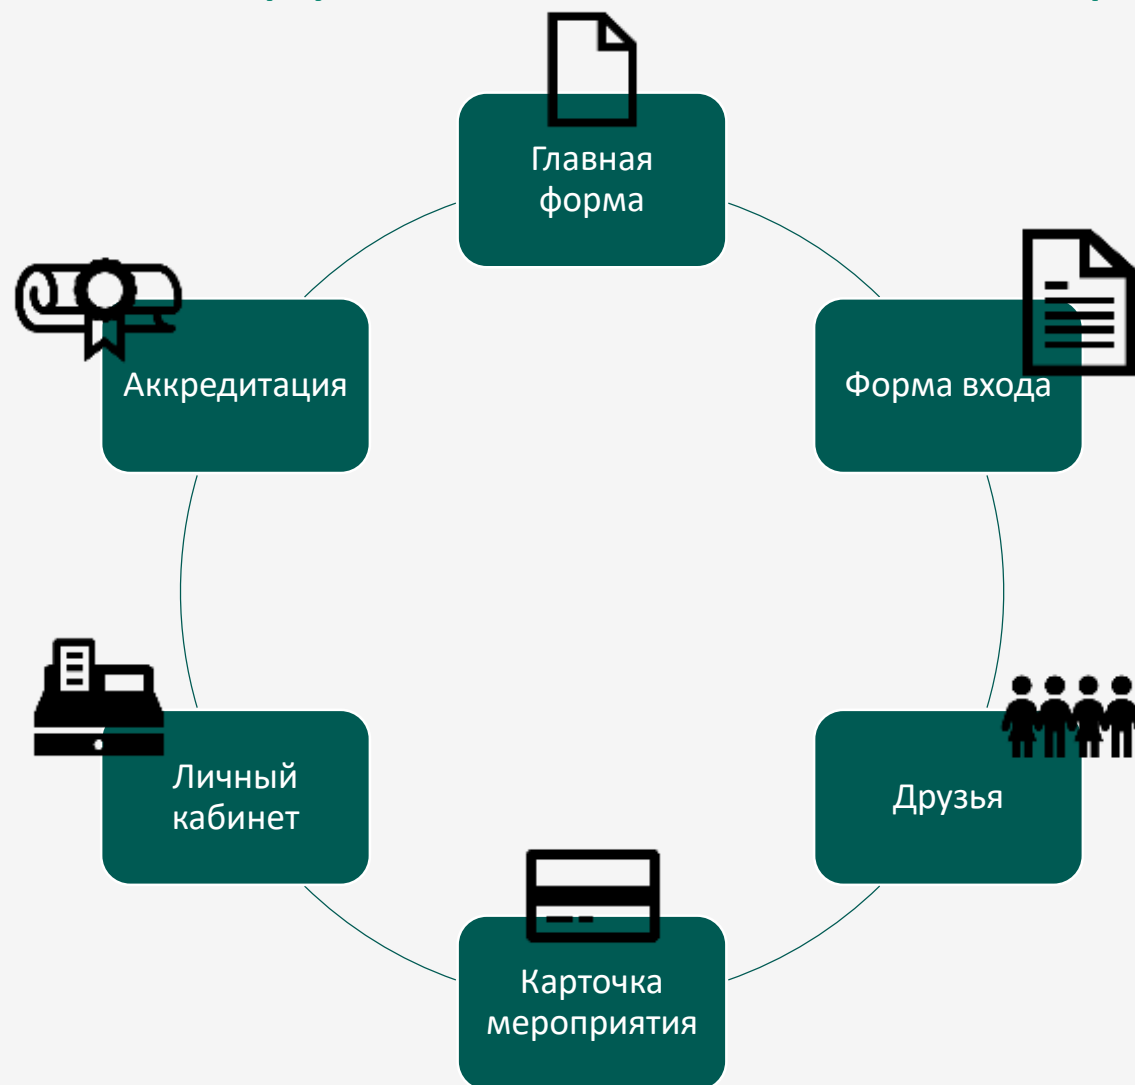 Главная
форма
Аккредитация
Форма входа
Личный
кабинет
Друзья
Карточка
мероприятия